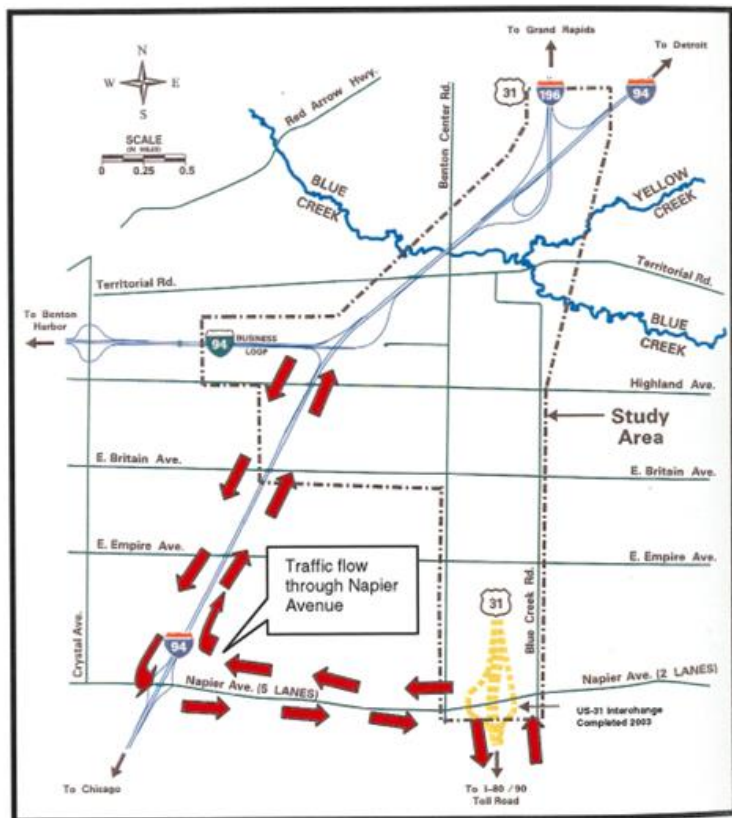 To Grand Rapids
To Detroit
N
W E
S
31
196
94
SCALE
(IN MILES)
0 0.25 0.5
Red Arrow Hwy.
Benton Center Rd.
BLUE
CREEK
YELLOW
CREEK
Territorial Rd.
Territorial Rd.
To Benton
Harbor
94
BUSINESS
LOOP
BLUE
CREEK
Highland Ave.
Study
Area
E. Britain Ave.
E. Britain Ave.
E. Empire Ave.
E. Empire Ave.
Traffic flow
through Napier
Avenue
Crystal Ave.
94
31
Blue Creek Rd.
Napier Ave. (5 LANES)
Napier Ave. (2 LANES)
US-31 Interchange
Completed 2003
To Chicago
To I-80 / 90
Toll Road